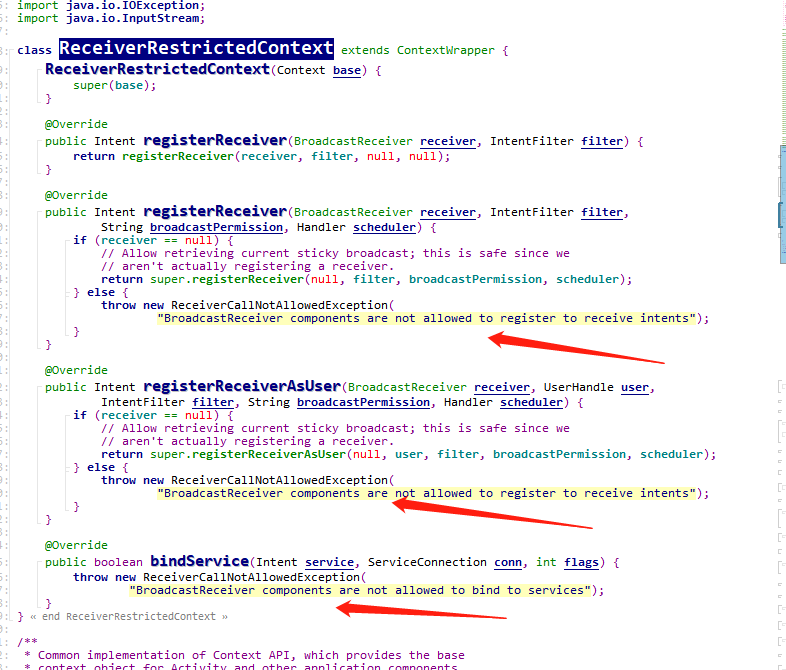 import java.io.IOException;
import java.io.InputStream;
class ReceiverRestrictedContext extends ContextWrapper {
ReceiverRestrictedContext(Context base) {
super(base);
}
@Override
public Intent registerReceiver(BroadcastReceiver receiver, IntentFilter filter) {
return registerReceiver(receiver, filter, null, null);
}
@Override
public Intent registerReceiver(BroadcastReceiver receiver, IntentFilter filter,
String broadcastPermission, Handler scheduler) {
if (receiver == null) {
// Allow retrieving current sticky broadcast; this is safe since we
// aren't actually registering a receiver.
return super.registerReceiver(null, filter, broadcastPermission, scheduler);
} else {
throw new ReceiverCallNotAllowedException(
"BroadcastReceiver components are not allowed to register to receive intents");
}
}
@Override
public Intent registerReceiverAsUser(BroadcastReceiver receiver, UserHandle user,
IntentFilter filter, String broadcastPermission, Handler scheduler) {
if (receiver == null) {
// Allow retrieving current sticky broadcast; this is safe since we
// aren't actually registering a receiver.
return super.registerReceiverAsUser(null, user, filter, broadcastPermission, scheduler);
} else {
throw new ReceiverCallNotAllowedException(
"BroadcastReceiver components are not allowed to register to receive intents");
}
}
@Override
public boolean bindService(Intent service, ServiceConnection conn, int flags) {
throw new ReceiverCallNotAllowedException(
"BroadcastReceiver components are not allowed to bind to services");
}
} « end ReceiverRestrictedContext »
/**
* Common implementation of Context API, which provides the base
* context object for Activity and other application components.